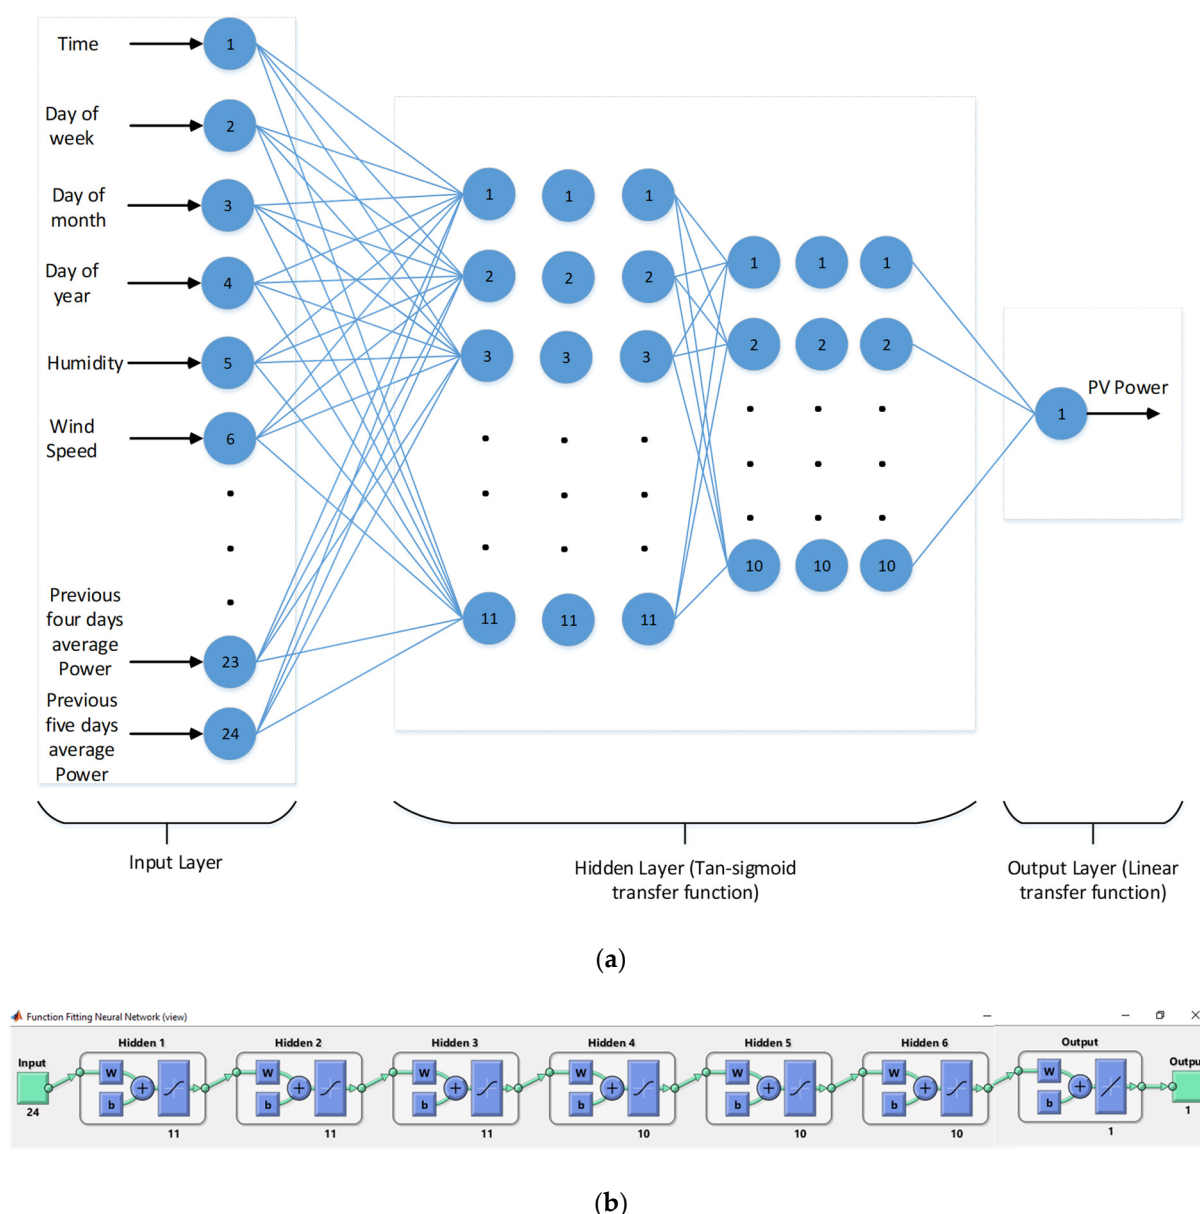 Time
1
Day of
week
2
Day of
month
3
Day of
year
4
Humidity
5
Wind
Speed
6
Previous
four days
average
Power
23
Previous
five days
average
Power
24
1 1 1
2 2 2
3 3 3
11 11 11
1 1 1
2 2 2
10 10 10
1
PV Power
Input Layer
Hidden Layer (Tan-sigmoid
transfer function)
Output Layer (Linear
transfer function)
(a)
Function Fitting Neural Network (view)
Input
24
Hidden 1
W
b
11
Hidden 2
W
b
11
Hidden 3
W
b
11
Hidden 4
W
b
10
Hidden 5
W
b
10
Hidden 6
W
b
10
Output
W
b
1
Outpu
1
(b)